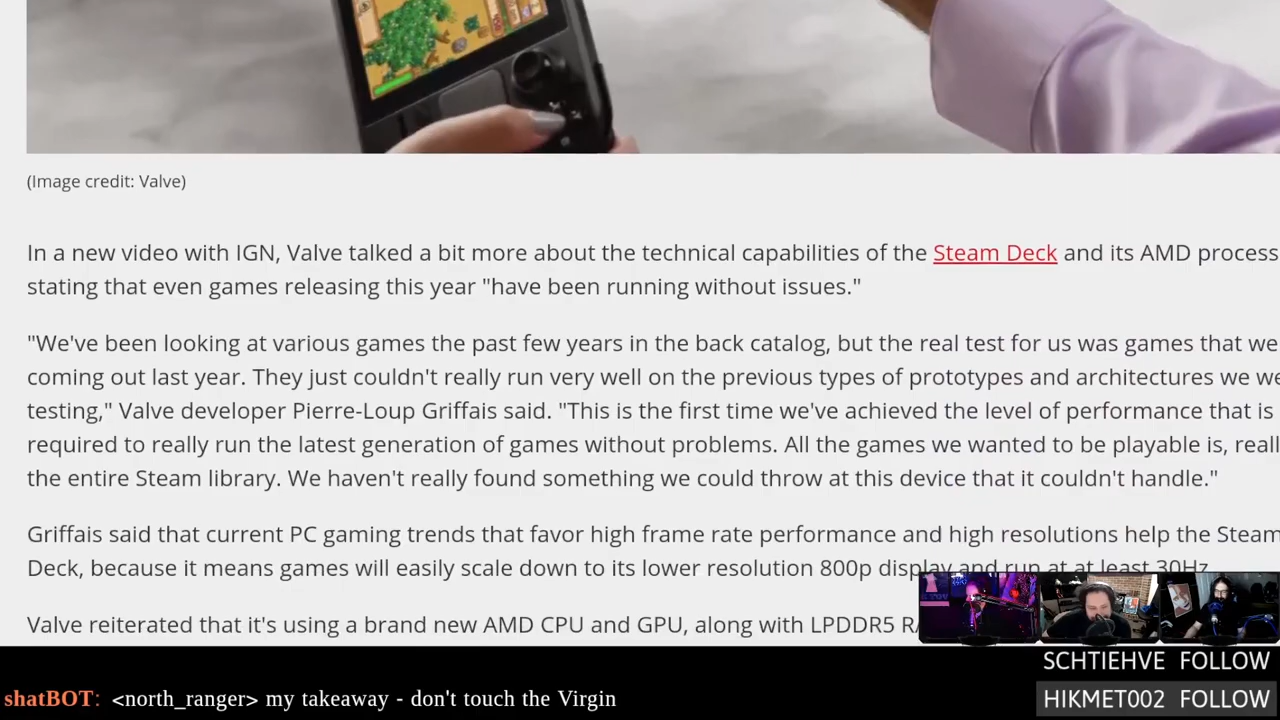 (Image credit: Valve)
In a new video with IGN, Valve talked a bit more about the technical capabilities of the Steam Deck and its AMD process
stating that even games releasing this year "have been running without issues."
"We've been looking at various games the past few years in the back catalog, but the real test for us was games that we
coming out last year. They just couldn't really run very well on the previous types of prototypes and architectures we we
testing," Valve developer Pierre-Loup Griffais said. "This is the first time we've achieved the level of performance that is
required to really run the latest generation of games without problems. All the games we wanted to be playable is, reall
the entire Steam library. We haven't really found something we could throw at this device that it couldn't handle."
Griffais said that current PC gaming trends that favor high frame rate performance and high resolutions help the Steam
Deck, because it means games will easily scale down to its lower resolution 800p display and run at at least 30Hz
Valve reiterated that it's using a brand new AMD CPU and GPU, along with LPDDR5 RA
SCHTIEHVE FOLLOW
shatBOT: <north_ranger> my takeaway - don't touch the Virgin
HIKMET002 FOLLOW